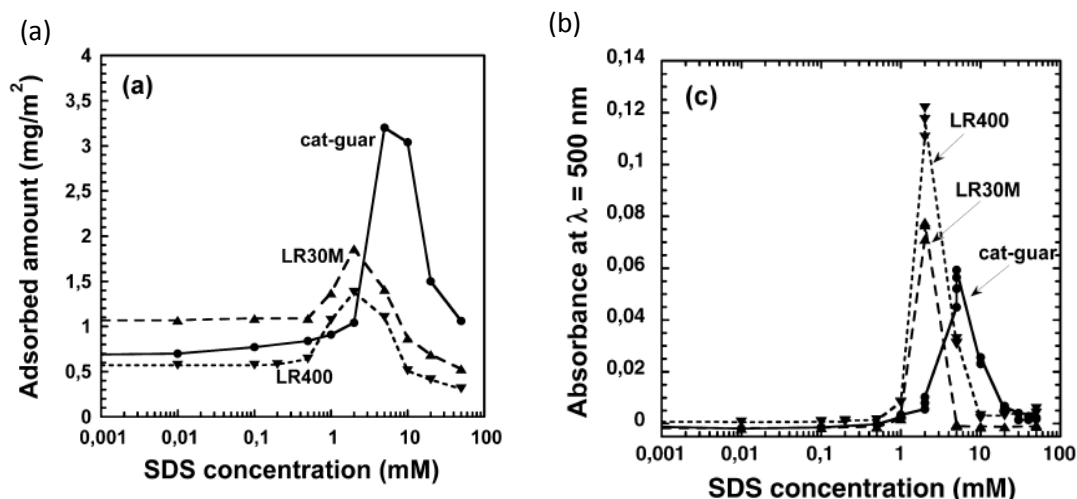 (a)
(a)
Adsorbed amount (mg/m²)
4
3,5
3
2,5
2
1,5
1
0,5
0
cat-guar
LR30M
LR400
0,001
0,01
0,1
1
10
100
SDS concentration (mM)
(b)
(c)
Absorbance at λ = 500 nm
0,12
0,1
0,08
0,06
0,04
0,02
0
LR400
LR30M
cat-guar
0,001
0,01
0,1
1
10
100
SDS concentration (mM)